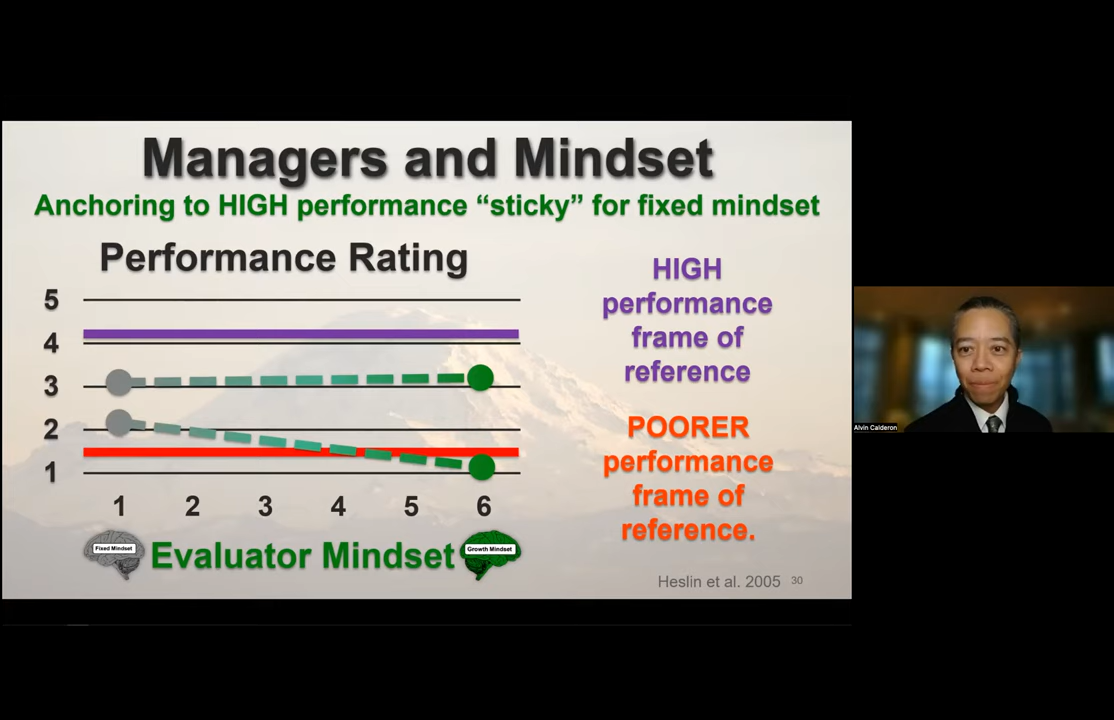 Managers and Mindset
Anchoring to HIGH performance “sticky” for fixed mindset
Performance Rating
5
4
3
2
1
1 2 3 4 5 6
Fixed Mindset
Evaluator Mindset
Growth Mindset
HIGH
performance
frame of
reference
POORER
performance
frame of
reference.
Heslin et al. 2005 30
Alvin Calderon